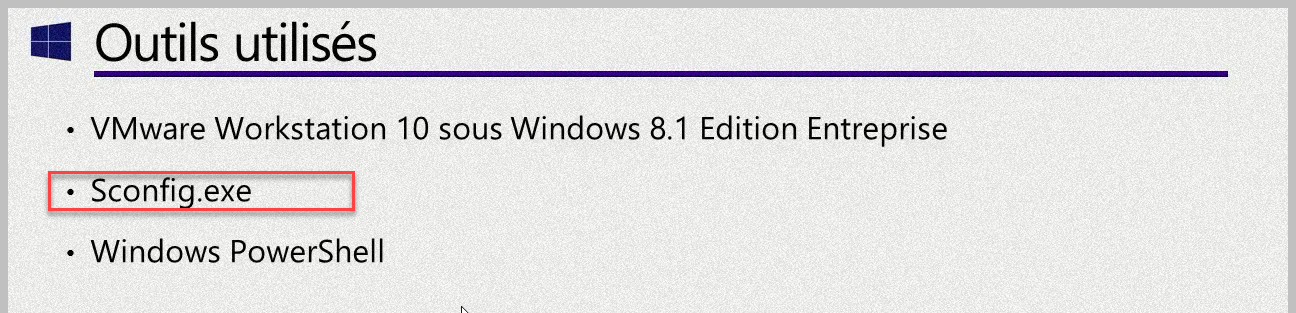 Outils utilisés
• VMware Workstation 10 sous Windows 8.1 Edition Entreprise
• Sconfig.exe
• Windows PowerShell